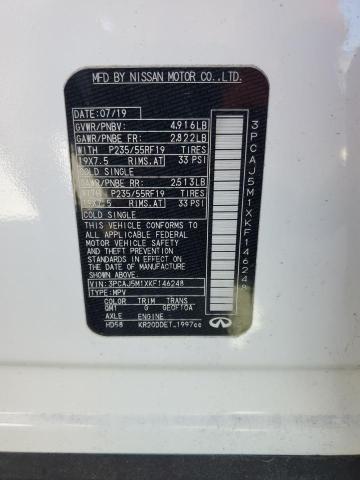 MFD BY NISSAN MOTOR CO., LTD.
DATE: 07/19
GVWR/PNBV: 4,916LB
GAWR/PNBE FR: 2,822LB
WITH P235/55RF19 TIRES
19X7.5 RIMS,AT 33 PSI
COLD SINGLE
GAWR/PNBE RR: 2,513LB
WITH P235/55RF19 TIRES
19X7.5 RIMS,AT 33 PSI
COLD SINGLE
THIS VEHICLE CONFORMS TO ALL
APPLICABLE FEDERAL MOTOR
VEHICLE SAFETY,BUMPER,
AND THEFT PREVENTION
STANDARDS IN EFFECT ON
THE DATE OF MANUFACTURE
SHOWN ABOVE.
VIN: 3PCAJ5M1XKF146248
TYPE: MPV
COLOR TRIM TRANS
G
AXLE ENGINE
HD58 KR20DDET 1997cc
INFINITI
3PCAJ5M1XKF146248